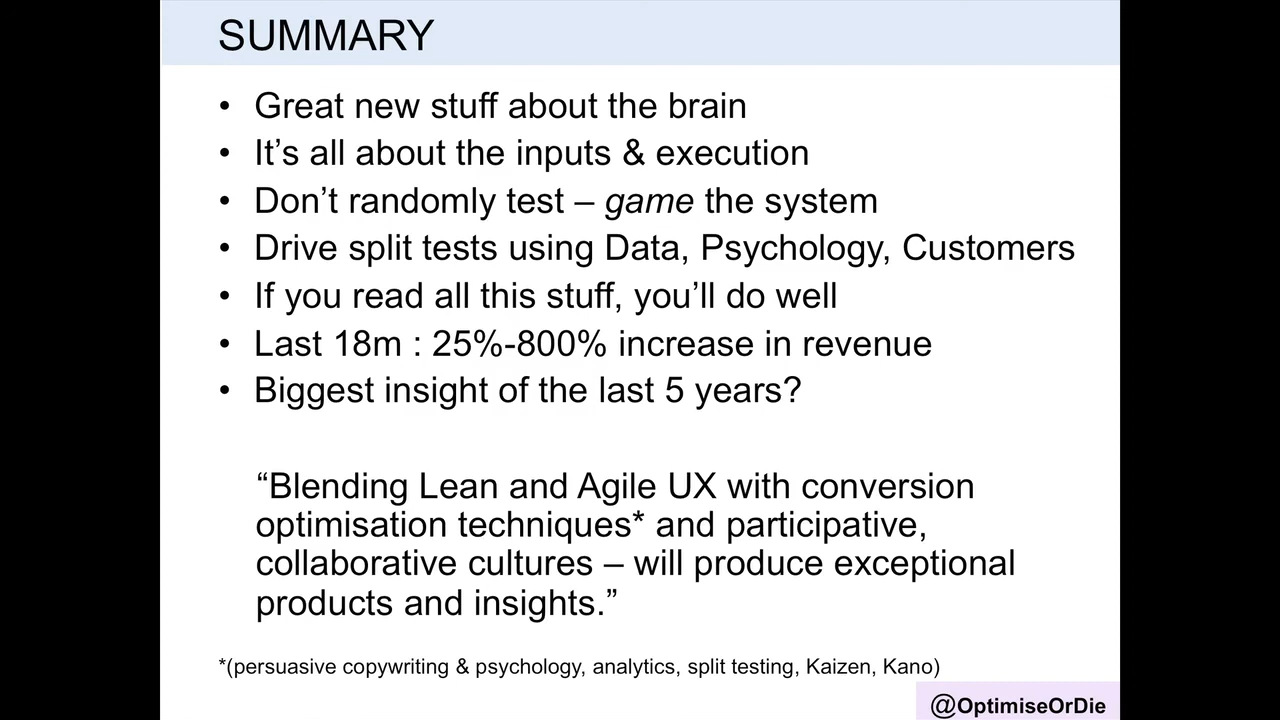 SUMMARY
• Great new stuff about the brain
• It’s all about the inputs & execution
• Don’t randomly test – game the system
• Drive split tests using Data, Psychology, Customers
• If you read all this stuff, you’ll do well
• Last 18m : 25%-800% increase in revenue
• Biggest insight of the last 5 years?
“Blending Lean and Agile UX with conversion
optimisation techniques* and participative,
collaborative cultures – will produce exceptional
products and insights.”
*(persuasive copywriting & psychology, analytics, split testing, Kaizen, Kano)
@OptimiseOrDie